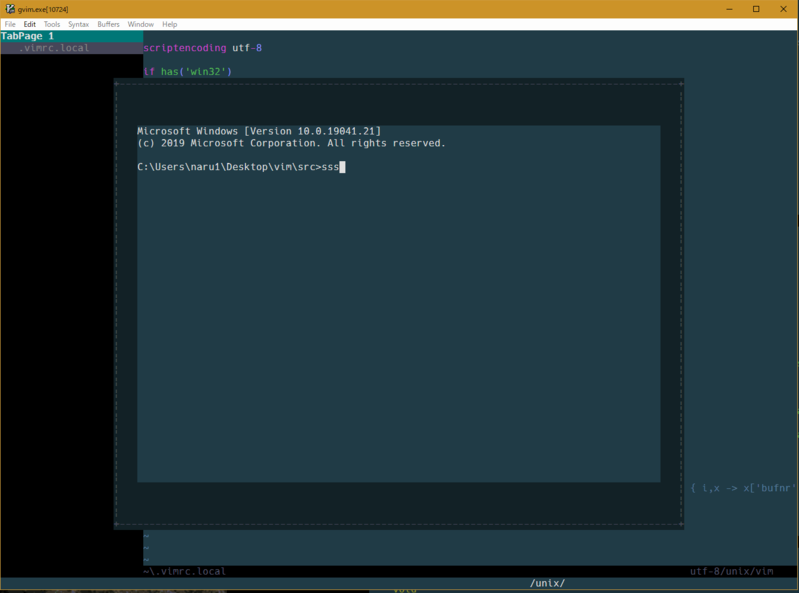 gvim.exe[10724]
File Edit Tools Syntax Buffers Window Help
TabPage 1
.vimrc.local
scriptencoding utf-8
if has('win32')
Microsoft Windows [Version 10.0.19041.21]
(c) 2019 Microsoft Corporation. All rights reserved.
C:\Users\naru1\Desktop\vim\src>sss
{ i,x -> x['bufnr'
~
~
~
~\.vimrc.local
utf-8/unix/vim
/unix/